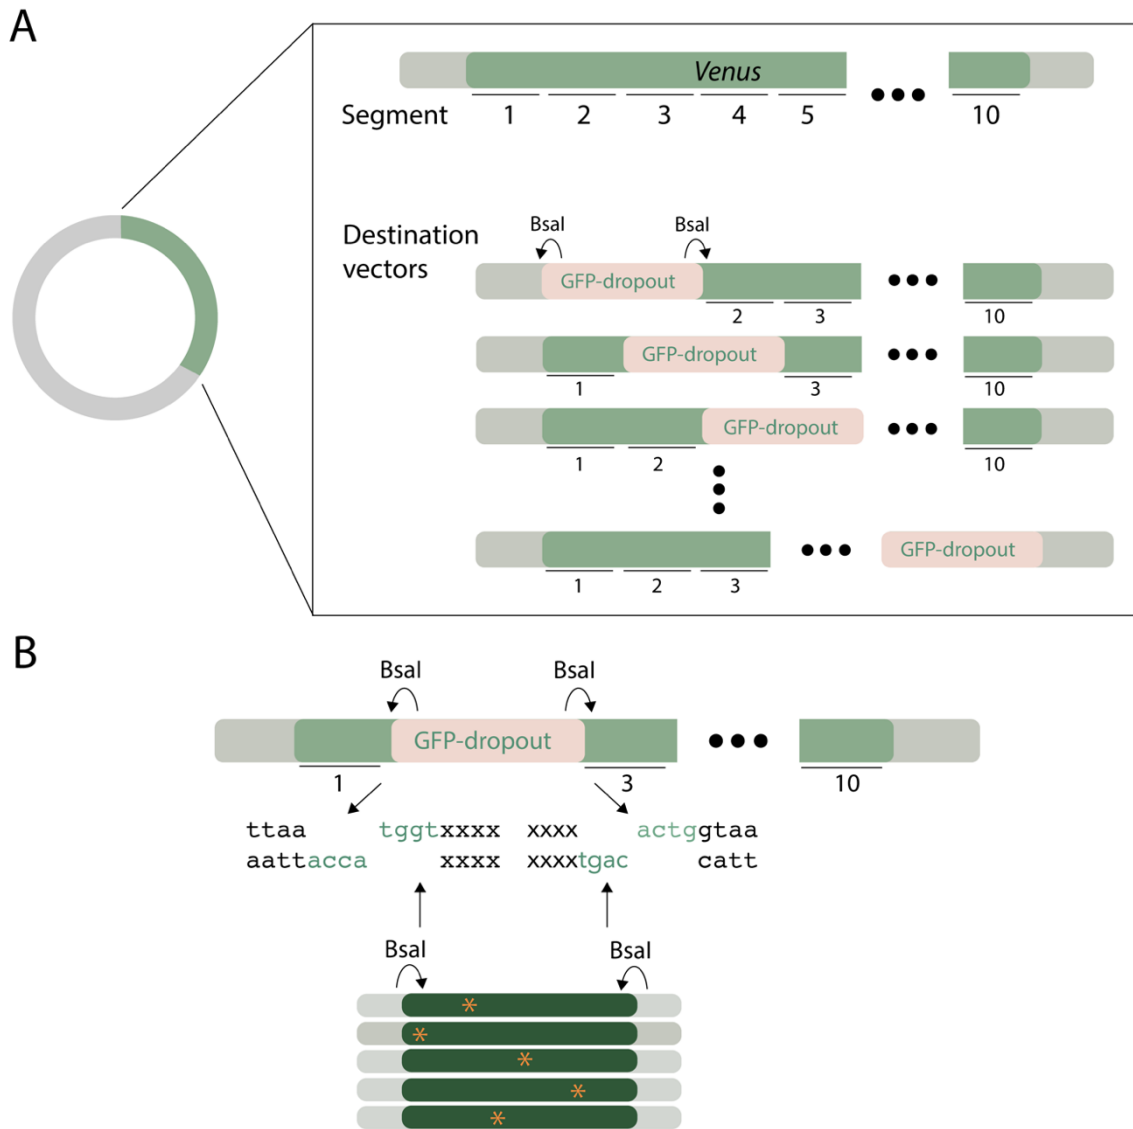 A
Venus
Segment 1 2 3 4 5 10
Destination
vectors
BsaI BsaI
GFP-dropout
2 3 10
GFP-dropout
1 3 10
GFP-dropout
1 2 10
GFP-dropout
1 2 3
B
BsaI BsaI
GFP-dropout
1 3 10
ttaa tggtxxxx xxxx actggtaa
aattacca xxxx xxxxtgac catt
BsaI BsaI
* 
*
*
*
*